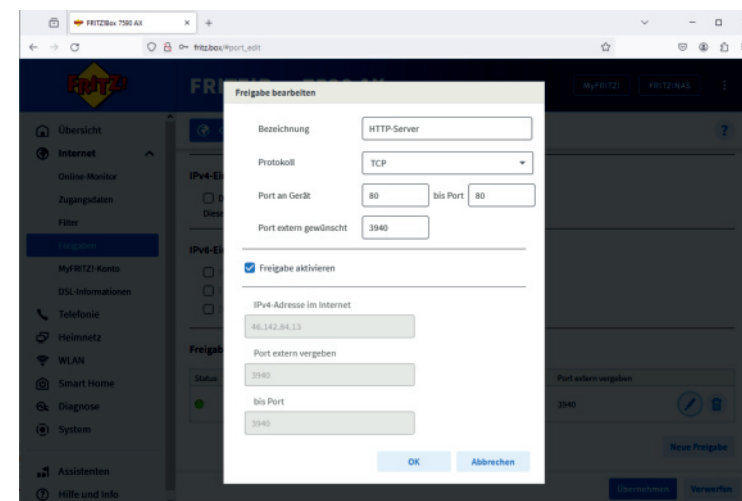 FRITZ!Box 7590 AX
fritz.box/#port_edit
FRITZ!
MyFRITZ!
FRITZ!NAS
Übersicht
Internet
Online-Monitor
Zugangsdaten
Filter
Freigaben
MyFRITZ!-Konto
DSL-Informationen
Telefonie
Heimnetz
WLAN
Smart Home
Diagnose
System
Assistenten
Hilfe und Info
Freigabe bearbeiten
Bezeichnung HTTP-Server
Protokoll TCP
Port an Gerät 80 bis Port 80
Port extern gewünscht 3940
Freigabe aktivieren
IPv4-Adresse im Internet
46.142.84.13
Port extern vergeben
3940
bis Port
3940
OK Abbrechen
Diese
Status
Port extern vergeben
3940
Neue Freigabe
Übernehmen Verwerfen